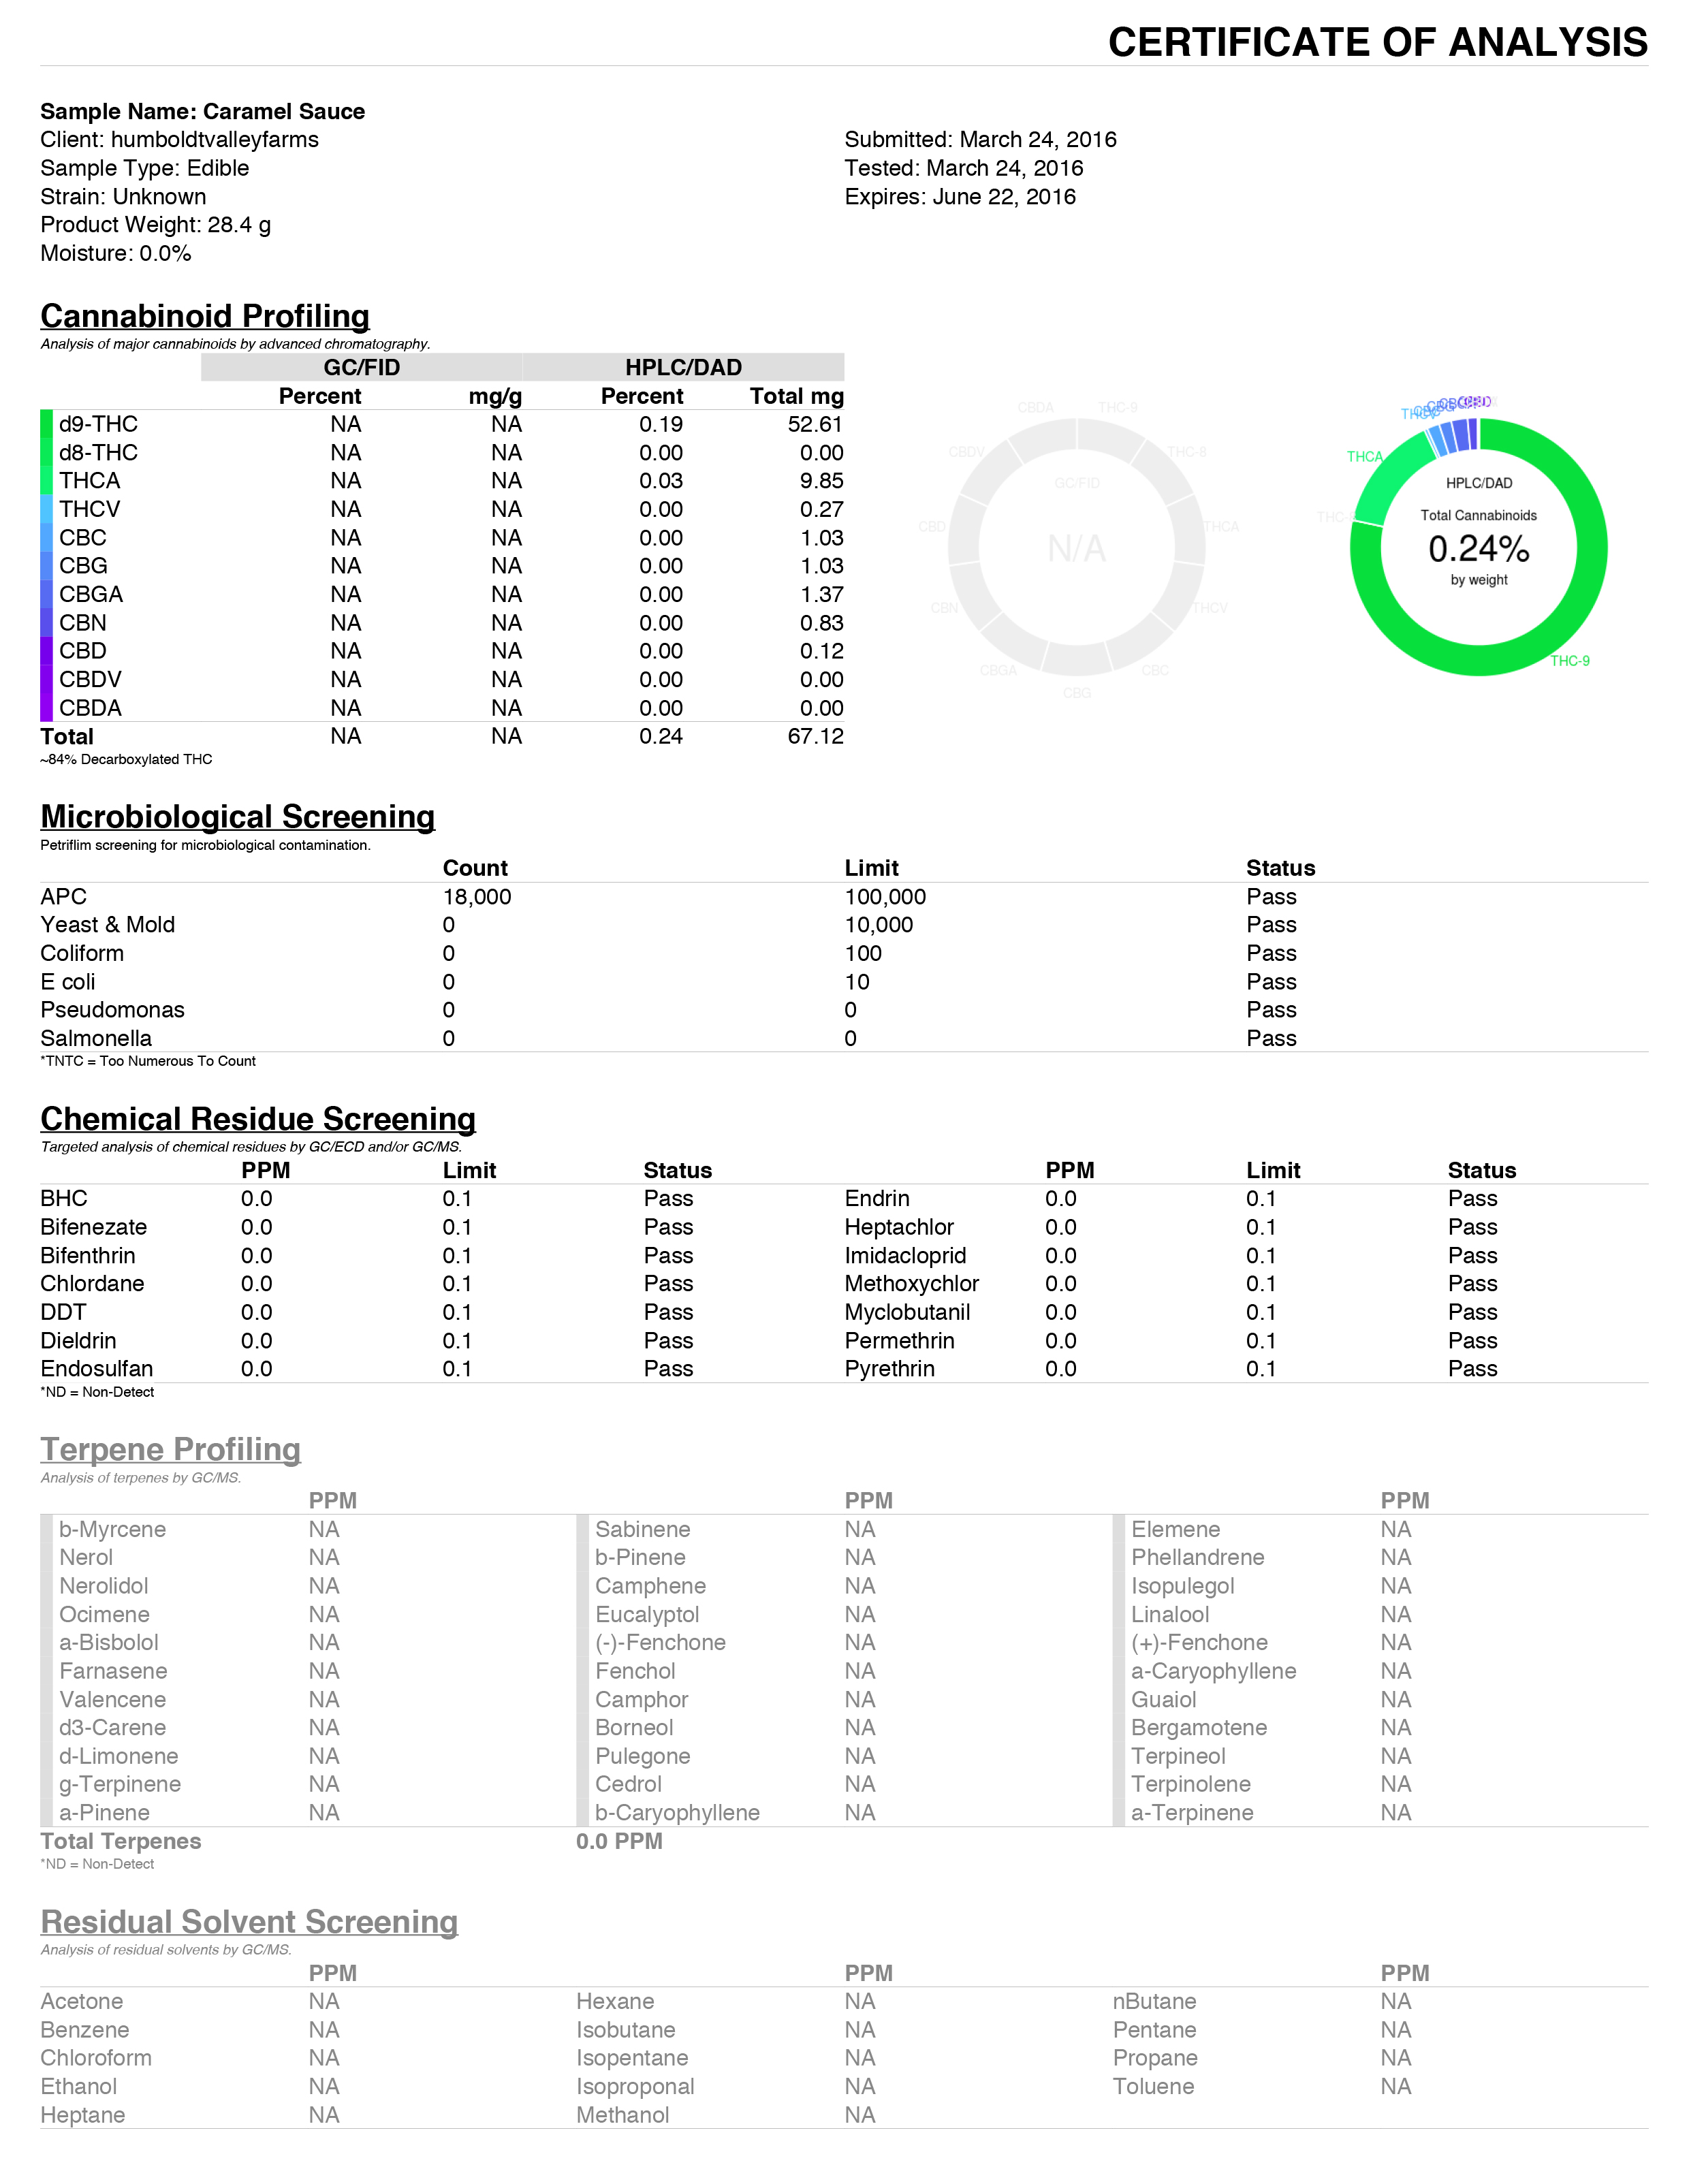 CERTIFICATE OF ANALYSIS
Sample Name: Caramel Sauce
Client: humboldtvalleyfarms Submitted: March 24, 2016
Sample Type: Edible Tested: March 24, 2016
Strain: Unknown Expires: June 22, 2016
Product Weight: 28.4 g
Moisture: 0.0%
Cannabinoid Profiling
Analysis of major cannabinoids by advanced chromatography.
GC/FID HPLC/DAD
Percent mg/g Percent Total mg
d9-THC NA NA 0.19 52.61
d8-THC NA NA 0.00 0.00
THCA NA NA 0.03 9.85
THCV NA NA 0.00 0.27
CBC NA NA 0.00 1.03
CBG NA NA 0.00 1.03
CBGA NA NA 0.00 1.37
CBN NA NA 0.00 0.83
CBD NA NA 0.00 0.12
CBDV NA NA 0.00 0.00
CBDA NA NA 0.00 0.00
Total NA NA 0.24 67.12
~84% Decarboxylated THC
CBDA THC-9
CBDV THC-8
GC/FID
CBD THCA
N/A
CBN THCV
CBGA CBC
CBG
THCV
THCA
HPLC/DAD
Total Cannabinoids
0.24%
by weight
THC-9
Microbiological Screening
Petriflim screening for microbiological contamination.
Count Limit Status
APC 18,000 100,000 Pass
Yeast & Mold 0 10,000 Pass
Coliform 0 100 Pass
E coli 0 10 Pass
Pseudomonas 0 0 Pass
Salmonella 0 0 Pass
*TNTC = Too Numerous To Count
Chemical Residue Screening
Targeted analysis of chemical residues by GC/ECD and/or GC/MS.
PPM Limit Status PPM Limit Status
BHC 0.0 0.1 Pass Endrin 0.0 0.1 Pass
Bifenezate 0.0 0.1 Pass Heptachlor 0.0 0.1 Pass
Bifenthrin 0.0 0.1 Pass Imidacloprid 0.0 0.1 Pass
Chlordane 0.0 0.1 Pass Methoxychlor 0.0 0.1 Pass
DDT 0.0 0.1 Pass Myclobutanil 0.0 0.1 Pass
Dieldrin 0.0 0.1 Pass Permethrin 0.0 0.1 Pass
Endosulfan 0.0 0.1 Pass Pyrethrin 0.0 0.1 Pass
*ND = Non-Detect
Terpene Profiling
Analysis of terpenes by GC/MS.
PPM PPM PPM
b-Myrcene NA Sabinene NA Elemene NA
Nerol NA b-Pinene NA Phellandrene NA
Nerolidol NA Camphene NA Isopulegol NA
Ocimene NA Eucalyptol NA Linalool NA
a-Bisbolol NA (-)-Fenchone NA (+)-Fenchone NA
Farnasene NA Fenchol NA a-Caryophyllene NA
Valencene NA Camphor NA Guaiol NA
d3-Carene NA Borneol NA Bergamotene NA
d-Limonene NA Pulegone NA Terpineol NA
g-Terpinene NA Cedrol NA Terpinolene NA
a-Pinene NA b-Caryophyllene NA a-Terpinene NA
Total Terpenes 0.0 PPM
*ND = Non-Detect
Residual Solvent Screening
Analysis of residual solvents by GC/MS.
PPM PPM PPM
Acetone NA Hexane NA nButane NA
Benzene NA Isobutane NA Pentane NA
Chloroform NA Isopentane NA Propane NA
Ethanol NA Isoproponal NA Toluene NA
Heptane NA Methanol NA